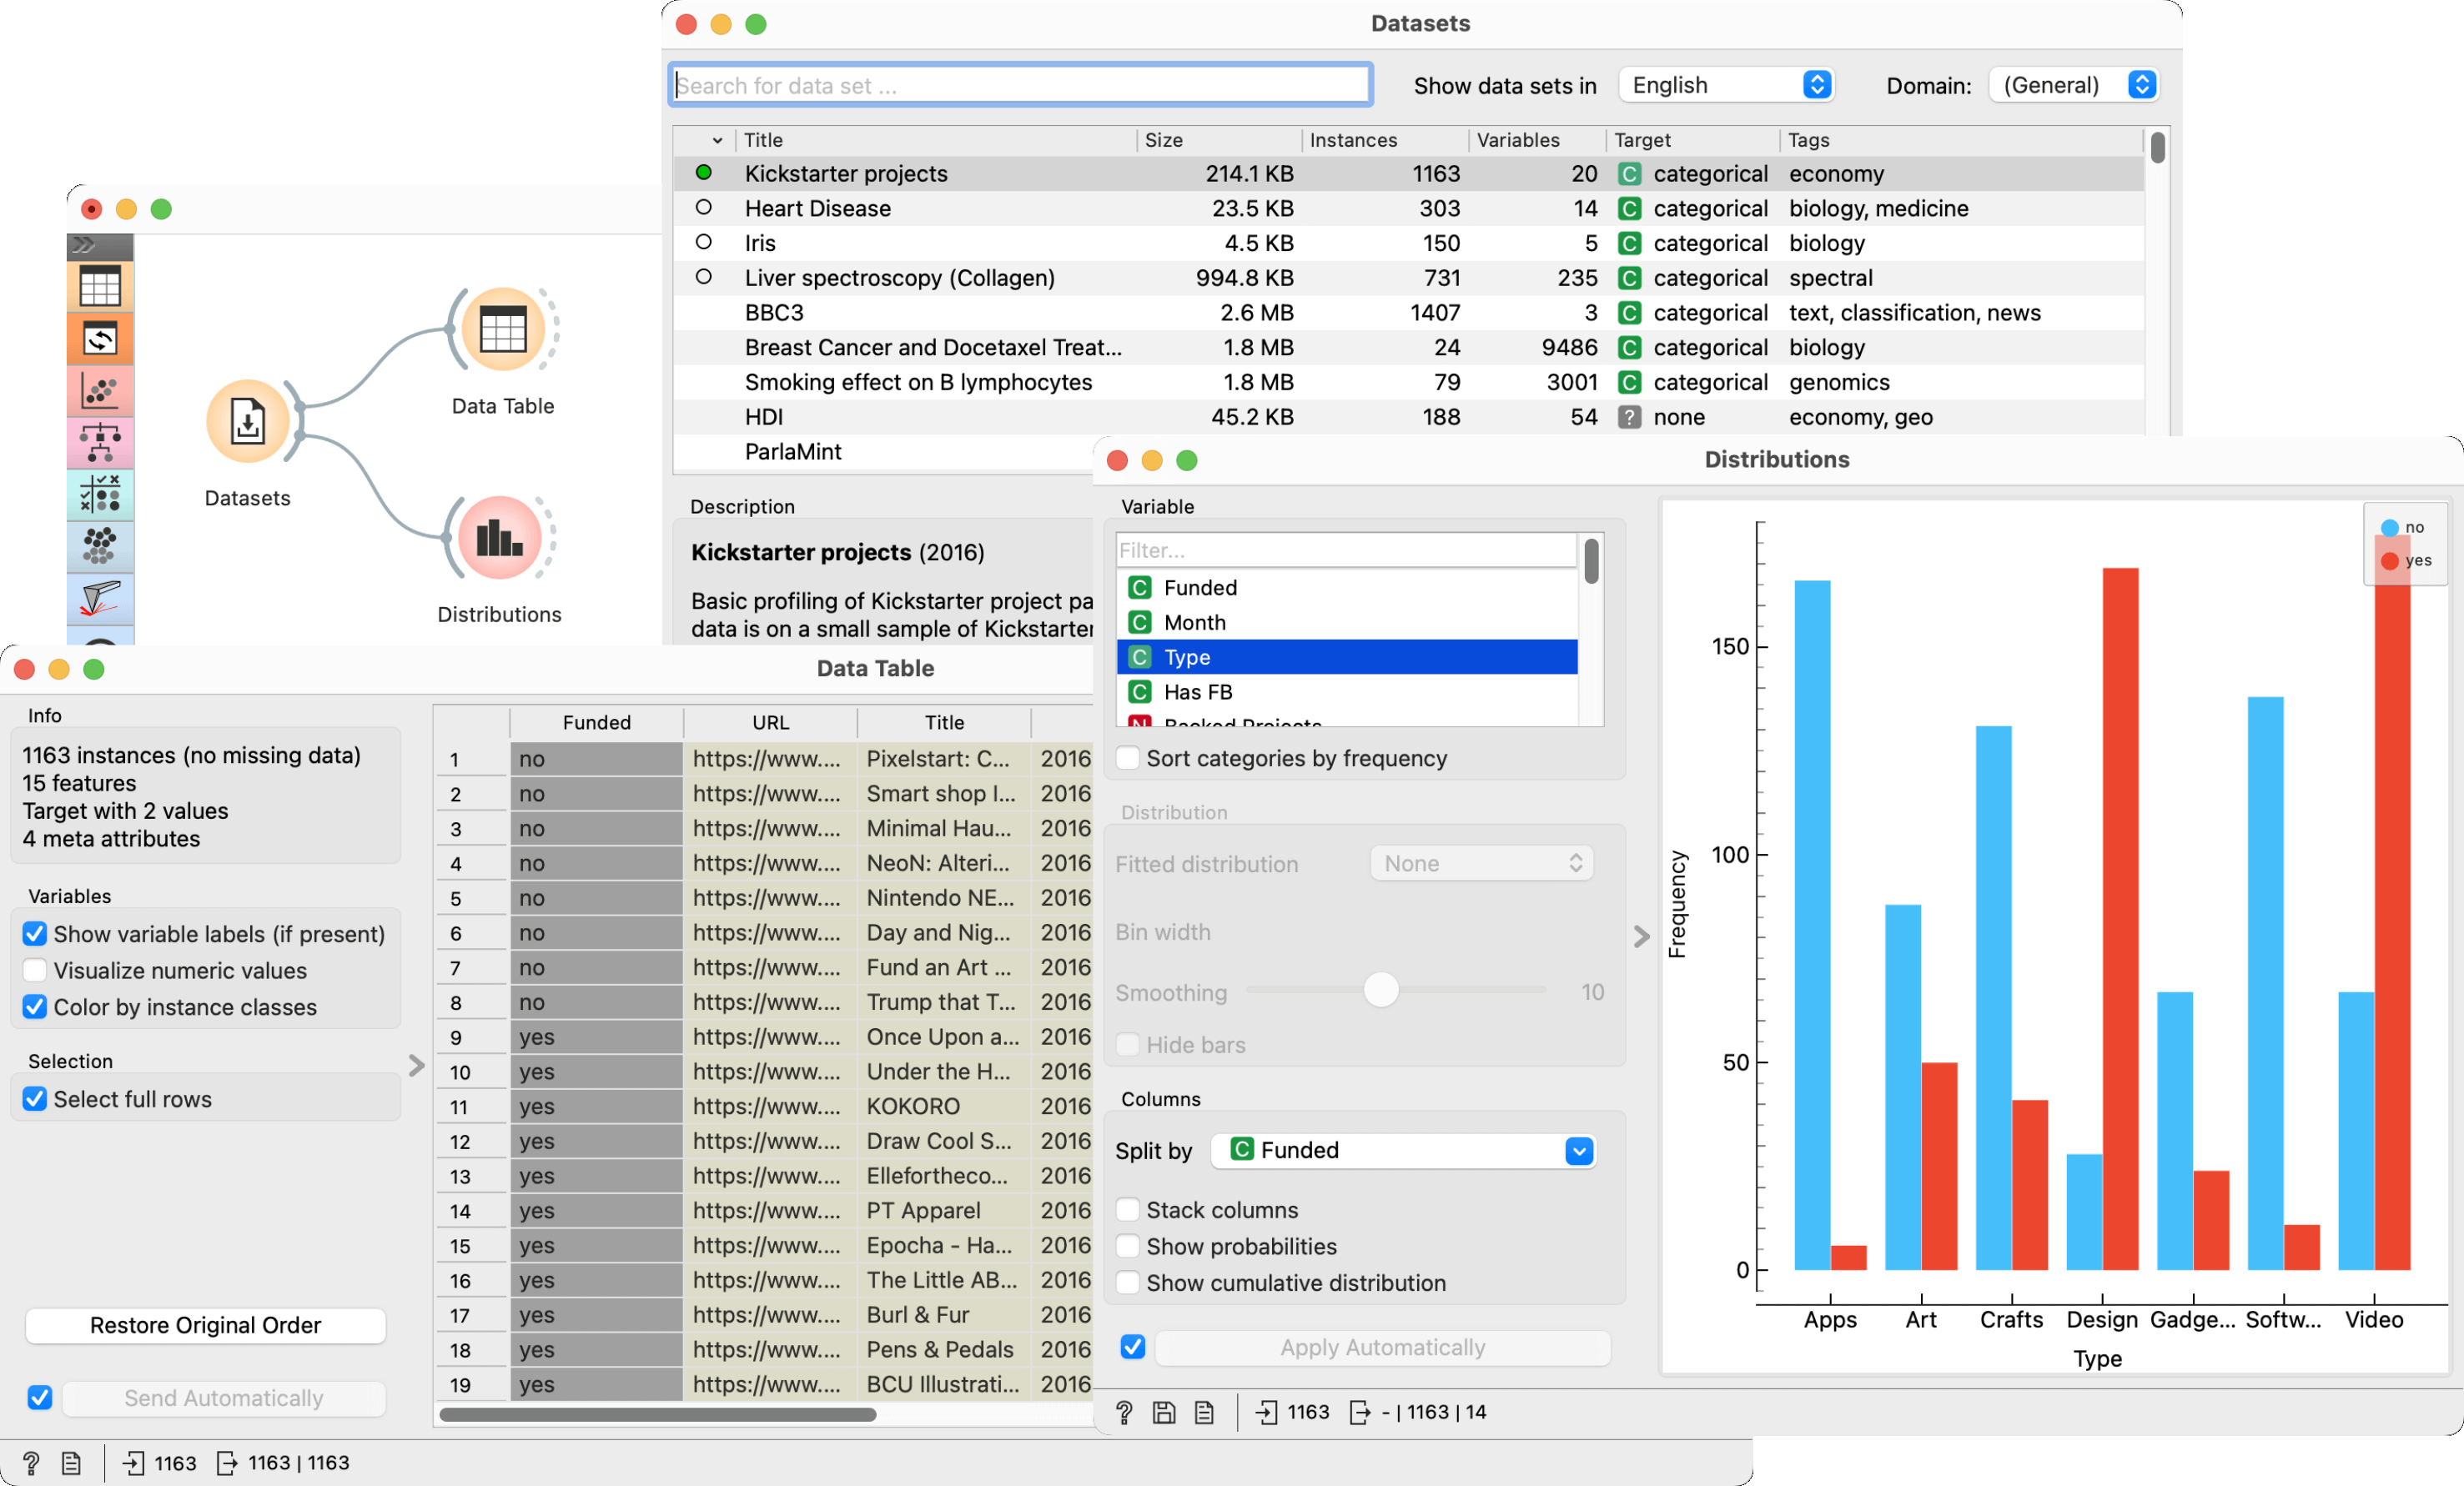 Datasets
Search for data set ...
Show data sets in English Domain: (General)
Title Size Instances Variables Target Tags
Kickstarter projects 214.1 KB 1163 20 C categorical economy
Heart Disease 23.5 KB 303 14 C categorical biology, medicine
Iris 4.5 KB 150 5 C categorical biology
Liver spectroscopy (Collagen) 994.8 KB 731 235 C categorical spectral
BBC3 2.6 MB 1407 3 C categorical text, classification, news
Breast Cancer and Docetaxel Treat... 1.8 MB 24 9486 C categorical biology
Smoking effect on B lymphocytes 1.8 MB 79 3001 C categorical genomics
HDI 45.2 KB 188 54 ? none economy, geo
ParlaMint
Description
Kickstarter projects (2016)
Basic profiling of Kickstarter project pa
data is on a small sample of Kickstarter
Data Table
Datasets
Distributions
Data Table
Info
1163 instances (no missing data)
15 features
Target with 2 values
4 meta attributes
Variables
Show variable labels (if present)
Visualize numeric values
Color by instance classes
Selection
Select full rows
Restore Original Order
Send Automatically
1163 1163 | 1163
Funded URL Title
1 no https://www.... Pixelstart: C... 2016
2 no https://www.... Smart shop I... 2016
3 no https://www.... Minimal Hau... 2016
4 no https://www.... NeoN: Alteri... 2016
5 no https://www.... Nintendo NE... 2016
6 no https://www.... Day and Nig... 2016
7 no https://www.... Fund an Art ... 2016
8 no https://www.... Trump that T... 2016
9 yes https://www.... Once Upon a... 2016
10 yes https://www.... Under the H... 2016
11 yes https://www.... KOKORO 2016
12 yes https://www.... Draw Cool S... 2016
13 yes https://www.... Ellefortheco... 2016
14 yes https://www.... PT Apparel 2016
15 yes https://www.... Epocha - Ha... 2016
16 yes https://www.... The Little AB... 2016
17 yes https://www.... Burl & Fur 2016
18 yes https://www.... Pens & Pedals 2016
19 yes https://www.... BCU Illustrati... 2016
Distributions
Variable
Filter...
C Funded
C Month
C Type
C Has FB
N Backed Projects
Sort categories by frequency
Distribution
Fitted distribution None
Bin width
Smoothing 10
Hide bars
Columns
Split by C Funded
Stack columns
Show probabilities
Show cumulative distribution
Apply Automatically
? 1163 - | 1163 | 14
no
yes
150
100
50
0
Frequency
Apps Art Crafts Design Gadge... Softw... Video
Type